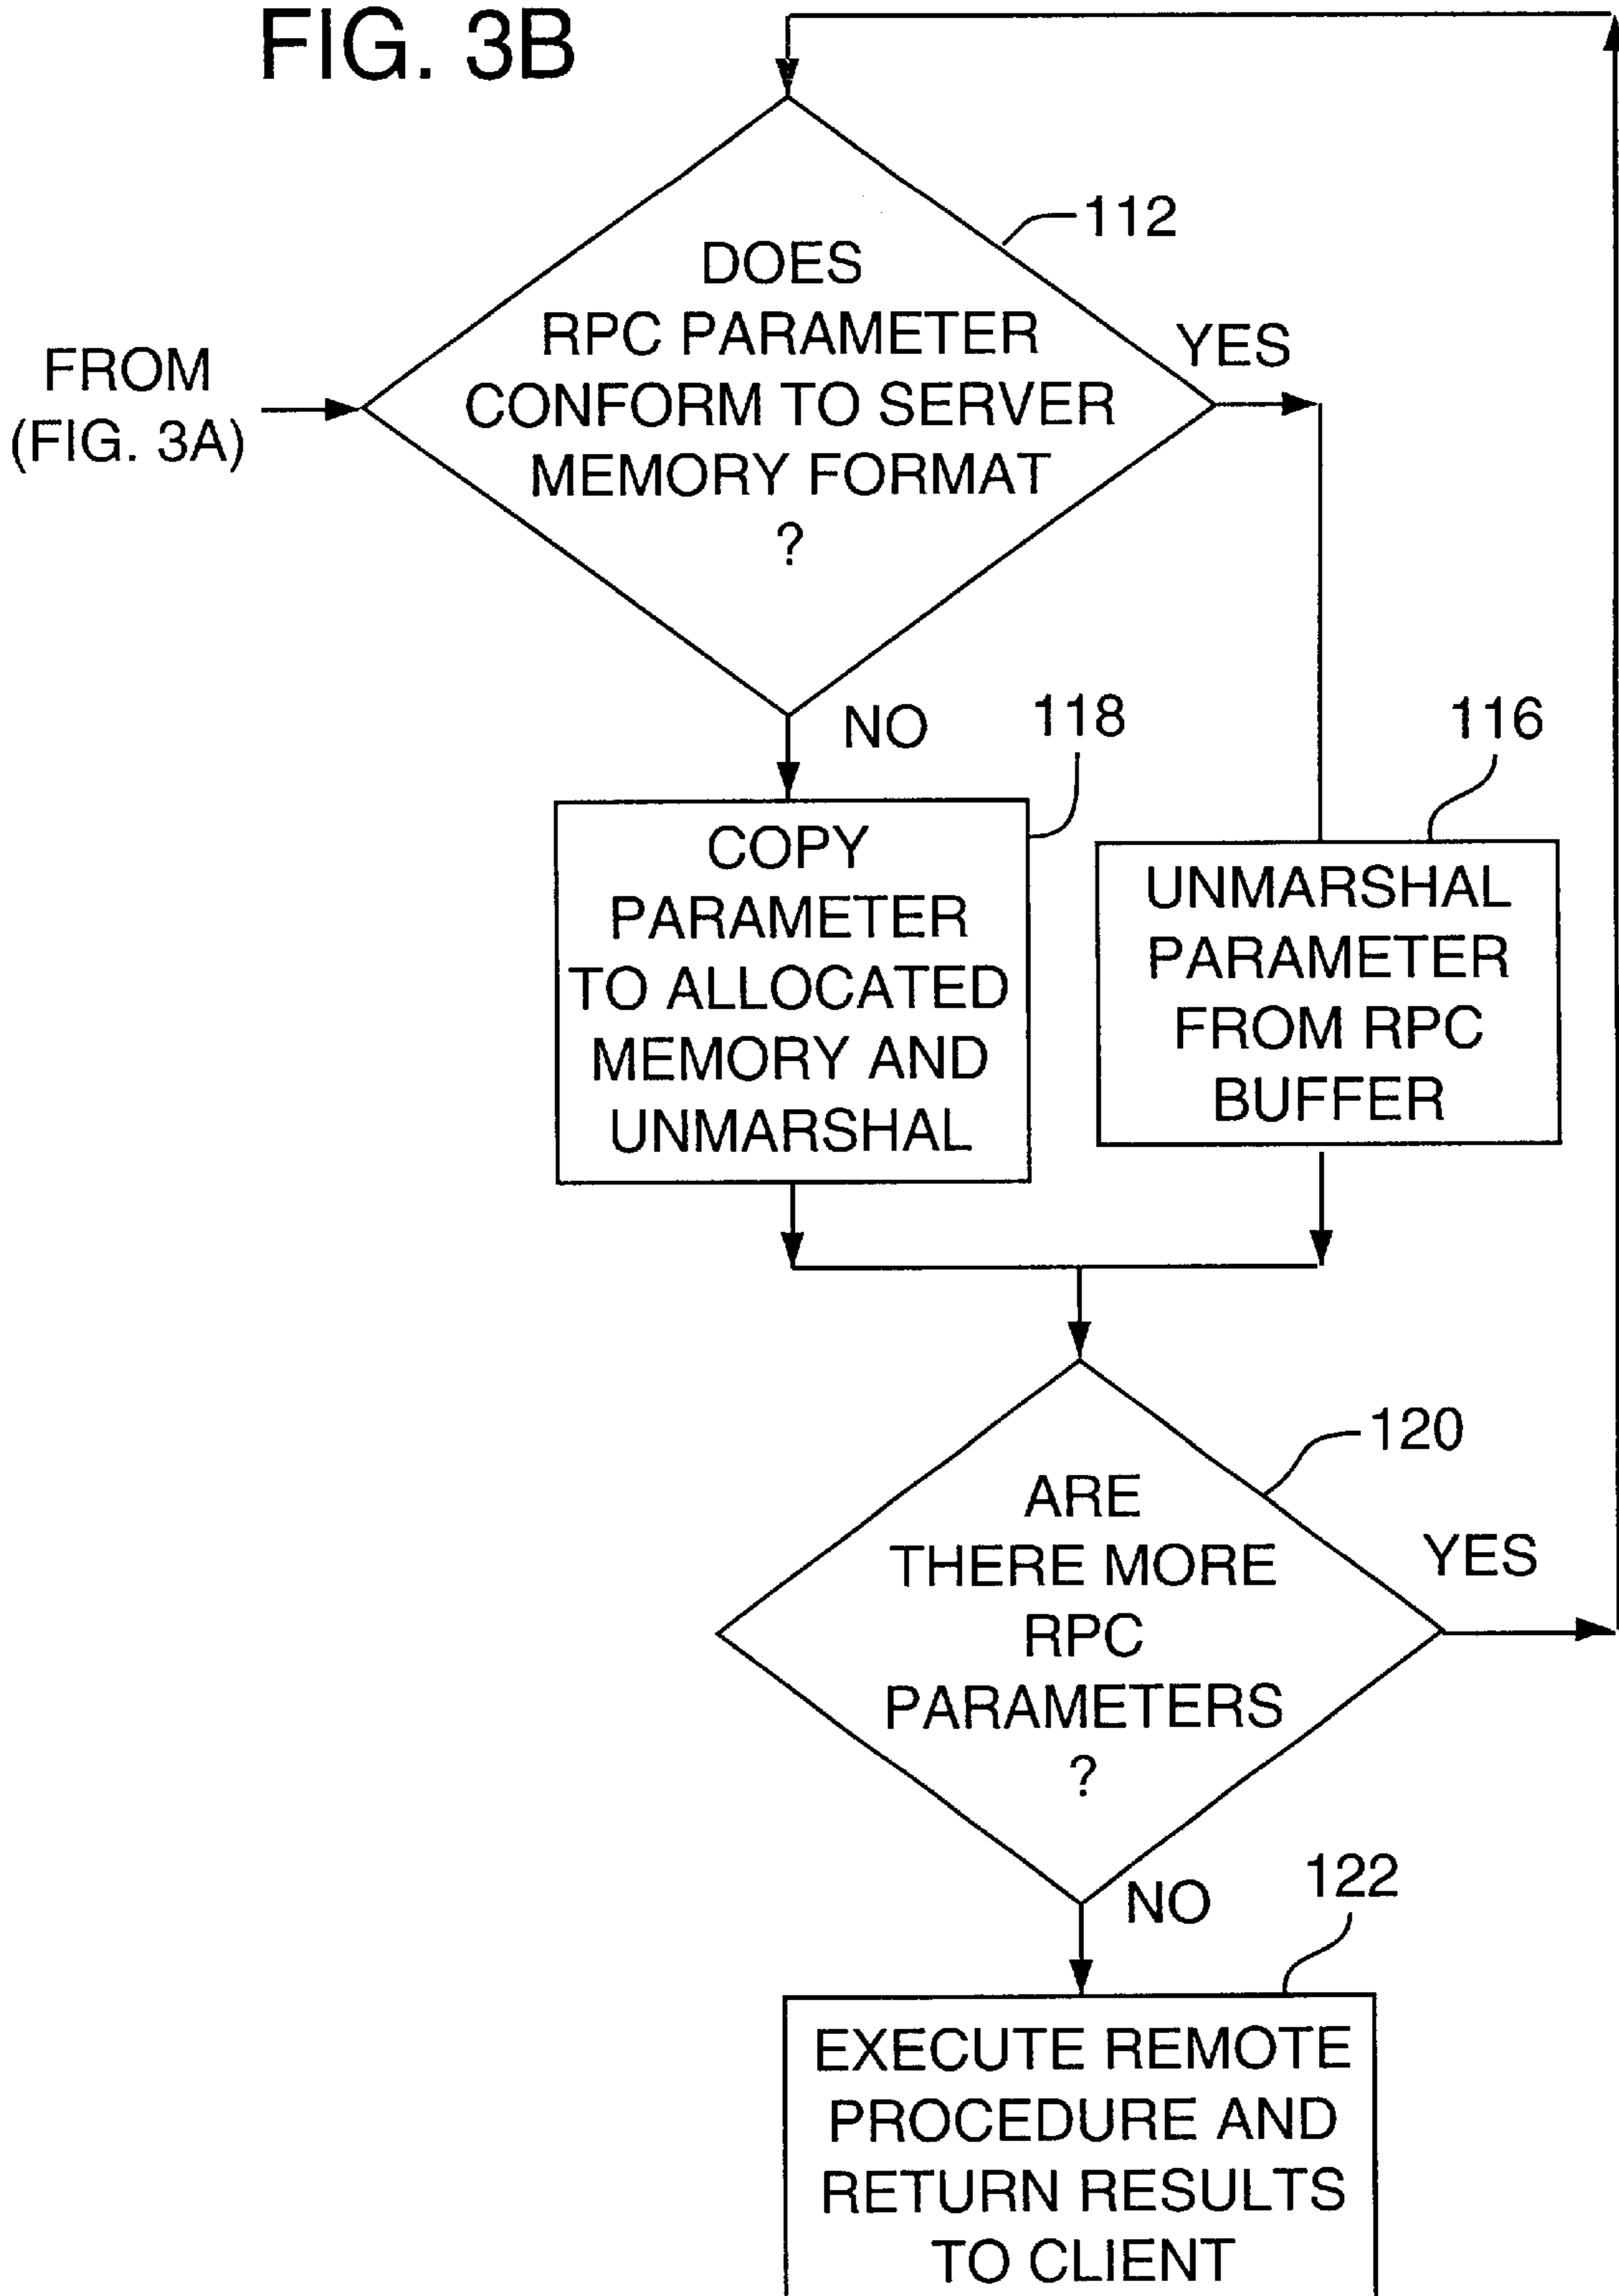 FIG. 3B
112
DOES
RPC PARAMETER
CONFORM TO SERVER
MEMORY FORMAT
?
YES
FROM
(FIG. 3A)
NO
118
116
COPY
PARAMETER
TO ALLOCATED
MEMORY AND
UNMARSHAL
UNMARSHAL
PARAMETER
FROM RPC
BUFFER
120
ARE
THERE MORE
RPC
PARAMETERS
?
YES
NO
122
EXECUTE REMOTE
PROCEDURE AND
RETURN RESULTS
TO CLIENT